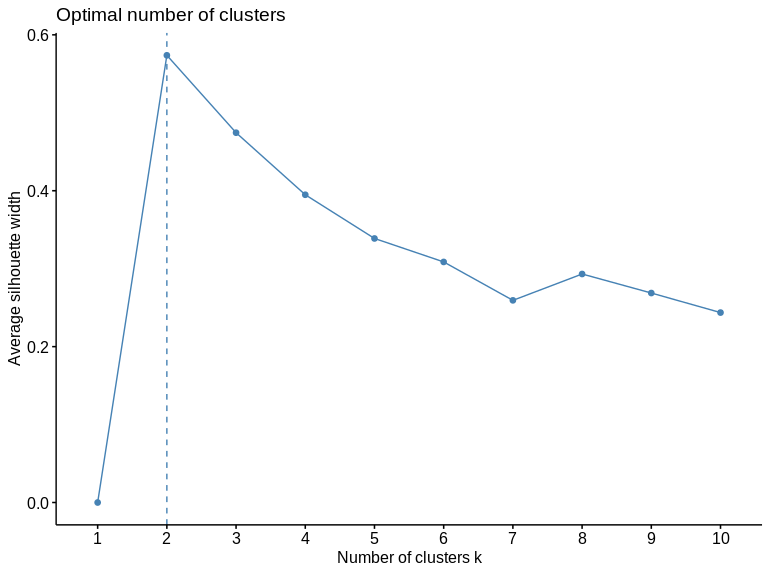 Optimal number of clusters
0.6
0.4
0.2
0.0
Average silhouette width
1 2 3 4 5 6 7 8 9 10
Number of clusters k